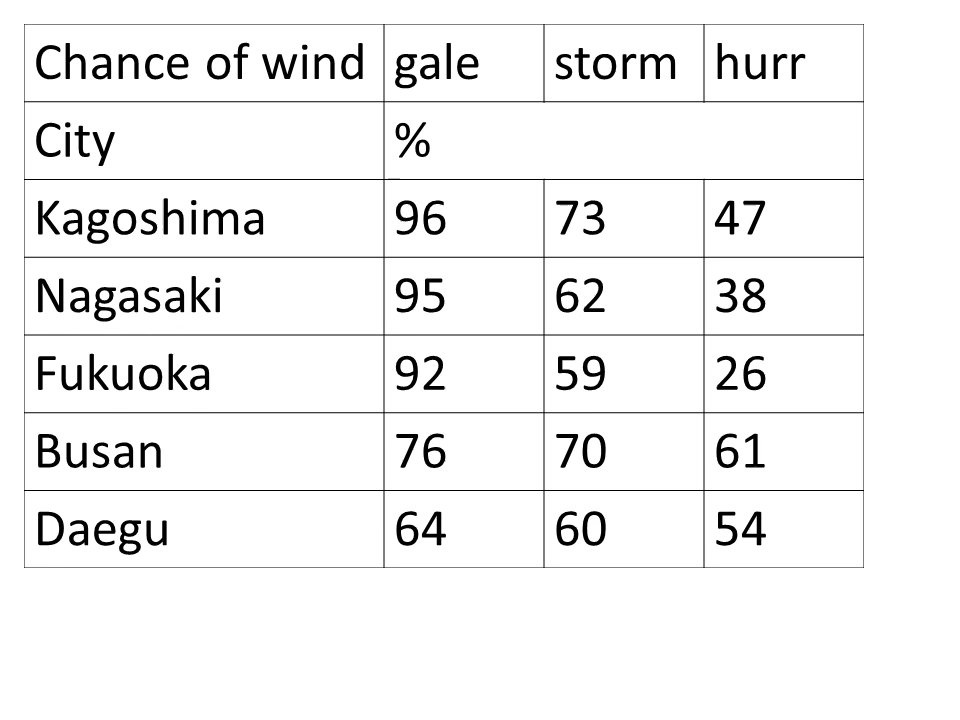 Chance of wind gale storm hurr
City %
Kagoshima 96 73 47
Nagasaki 95 62 38
Fukuoka 92 59 26
Busan 76 70 61
Daegu 64 60 54